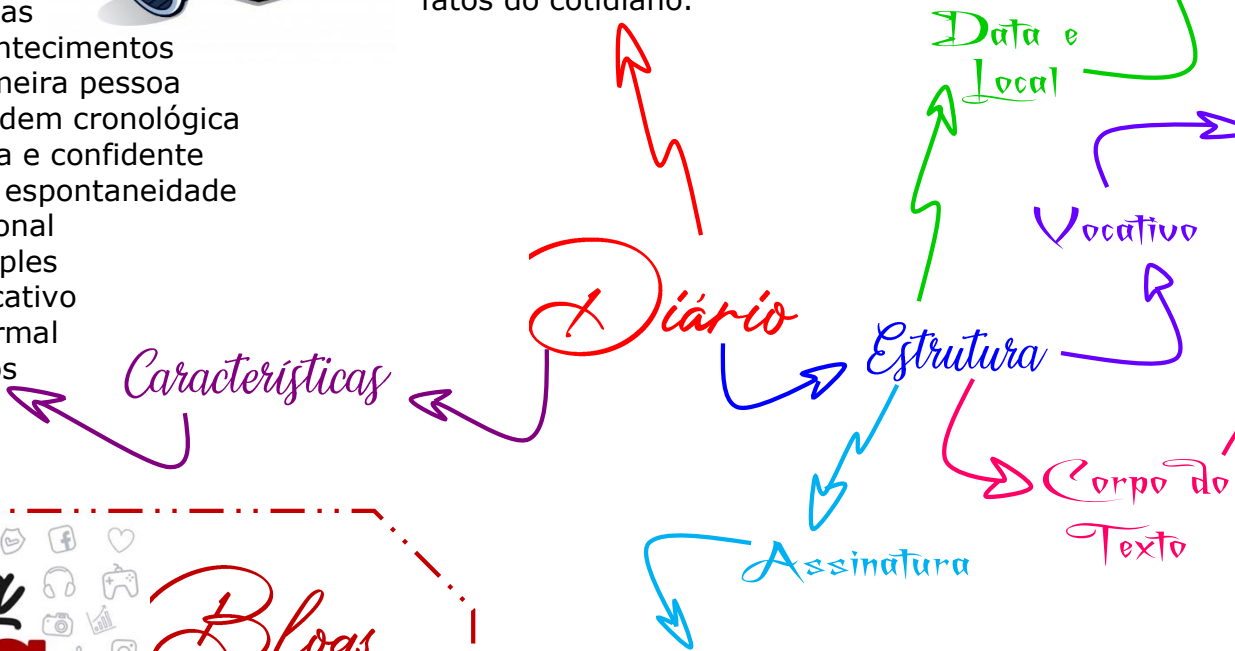 fatos do cotidiano.
as
ntecimentos
meira pessoa
dem cronológica
a e confidente
espontaneidade
onal
ples
cativo
rmal
os
Características
Diário
Data e
Local
Vocativo
Estrutura
Corpo do
Texto
Assinatura
Blogs